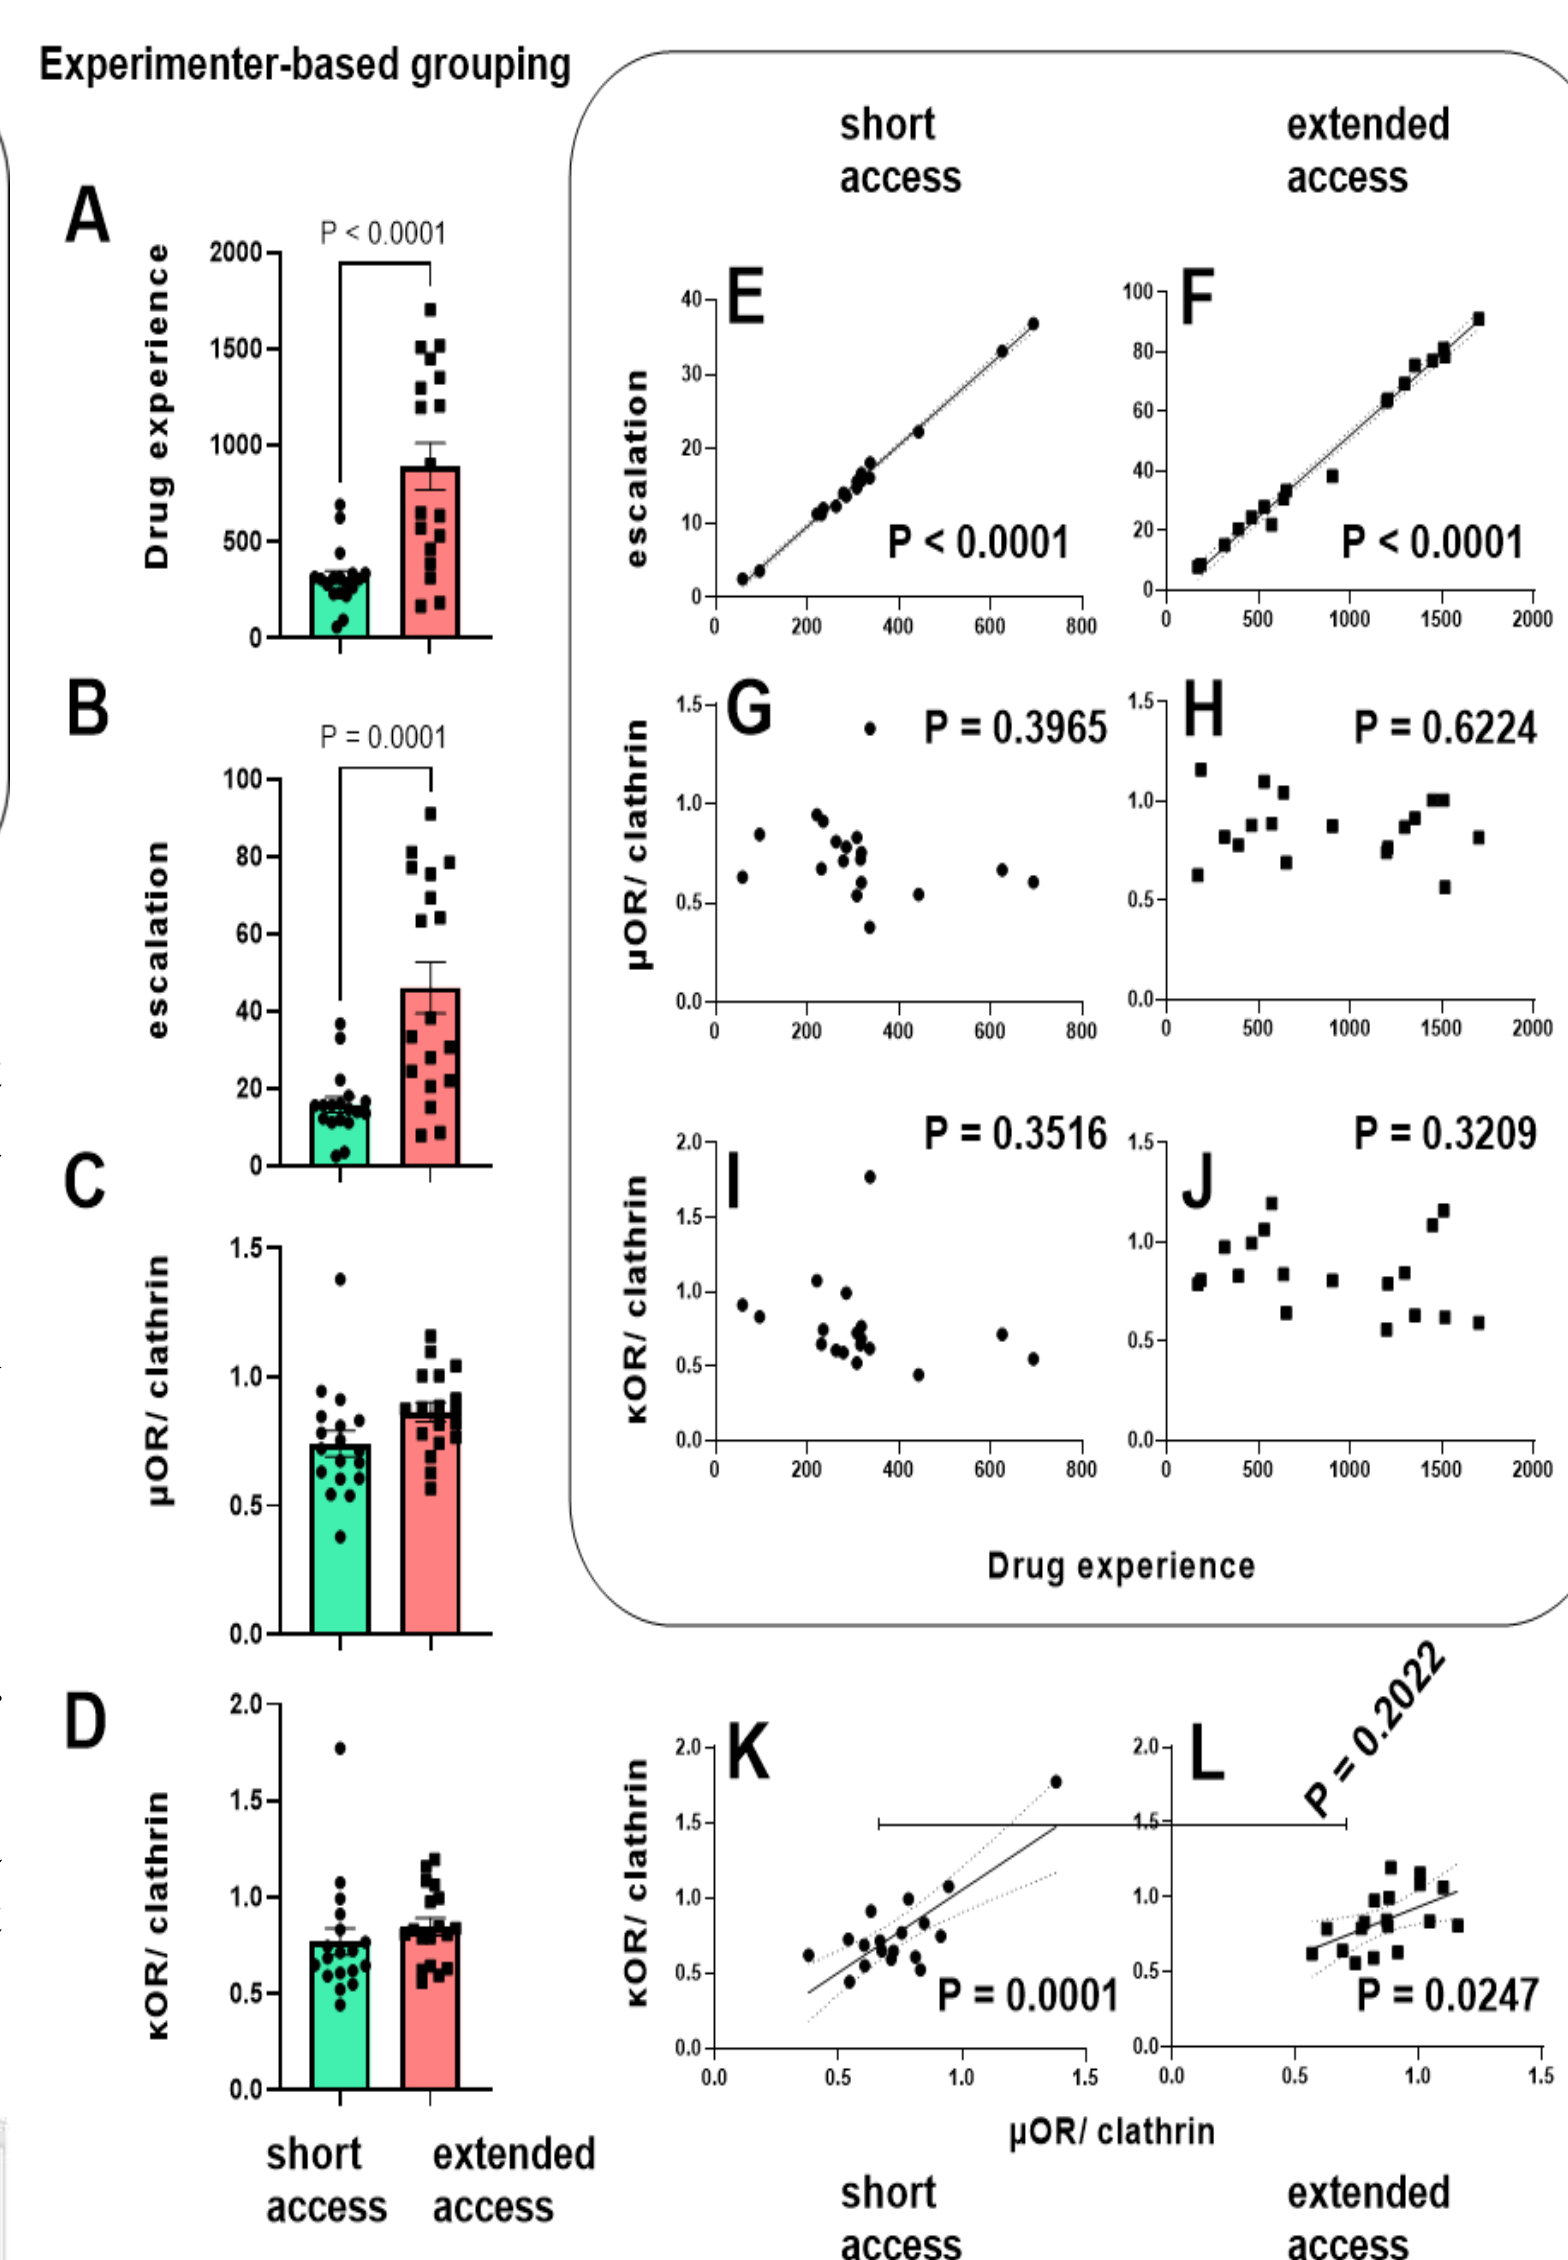 Experimenter-based grouping
short
access
extended
access
A
P < 0.0001
Drug experience
2000
1500
1000
500
0
B
P = 0.0001
escalation
100
80
60
40
20
0
C
µOR/ clathrin
1.5
1.0
0.5
0.0
D
κOR/ clathrin
2.0
1.5
1.0
0.5
0.0
short
access
extended
access
E
escalation
40
30
20
10
0
P < 0.0001
0 200 400 600 800
F
100
80
60
40
20
0
P < 0.0001
0 500 1000 1500 2000
G
P = 0.3965
µOR/ clathrin
1.5
1.0
0.5
0.0
0 200 400 600 800
H
P = 0.6224
1.5
1.0
0.5
0.0
0 500 1000 1500 2000
I
P = 0.3516
κOR/ clathrin
2.0
1.5
1.0
0.5
0.0
0 200 400 600 800
J
P = 0.3209
1.5
1.0
0.5
0.0
0 500 1000 1500 2000
Drug experience
P = 0.2022
K
κOR/ clathrin
2.0
1.5
1.0
0.5
0.0
P = 0.0001
0.0 0.5 1.0 1.5
L
2.0
1.5
1.0
0.5
0.0
P = 0.0247
0.0 0.5 1.0 1.5
µOR/ clathrin
short
access
extended
access